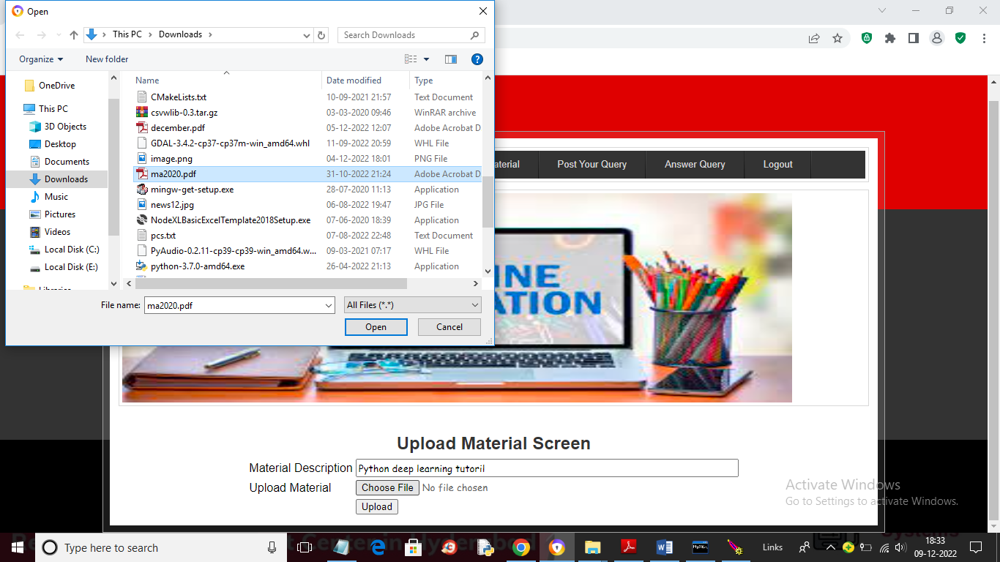 Open
This PC
Downloads
Search Downloads
Organize
New folder
OneDrive
This PC
3D Objects
Desktop
Documents
Downloads
Music
Pictures
Videos
Local Disk (C:)
Local Disk (E:)
Name Date modified Type
CMakeLists.txt 10-09-2021 21:57 Text Document
csvwlib-0.3.tar.gz 03-03-2020 09:46 WinRAR archive
december.pdf 05-12-2022 12:07 Adobe Acrobat D
GDAL-3.4.2-cp37-cp37m-win_amd64.whl 11-09-2022 20:59 WHL File
image.png 04-12-2022 18:01 PNG File
ma2020.pdf 31-10-2022 21:24 Adobe Acrobat D
mingw-get-setup.exe 28-07-2020 11:13 Application
news12.jpg 06-08-2022 19:47 JPG File
NodeXLBasicExcelTemplate2018Setup.exe 07-06-2020 18:39 Application
pcs.txt 07-08-2022 22:48 Text Document
PyAudio-0.2.11-cp39-cp39-win_amd64.w... 09-03-2021 07:17 WHL File
python-3.7.0-amd64.exe 26-04-2022 21:13 Application
File name: ma2020.pdf All Files (*.*)
Open Cancel
aterial Post Your Query Answer Query Logout
INE
ATION
Upload Material Screen
Material Description Python deep learning tutoril
Upload Material Choose File No file chosen
Upload
Activate Windows
Go to Settings to activate Windows.
Type here to search
Links
18:33
09-12-2022